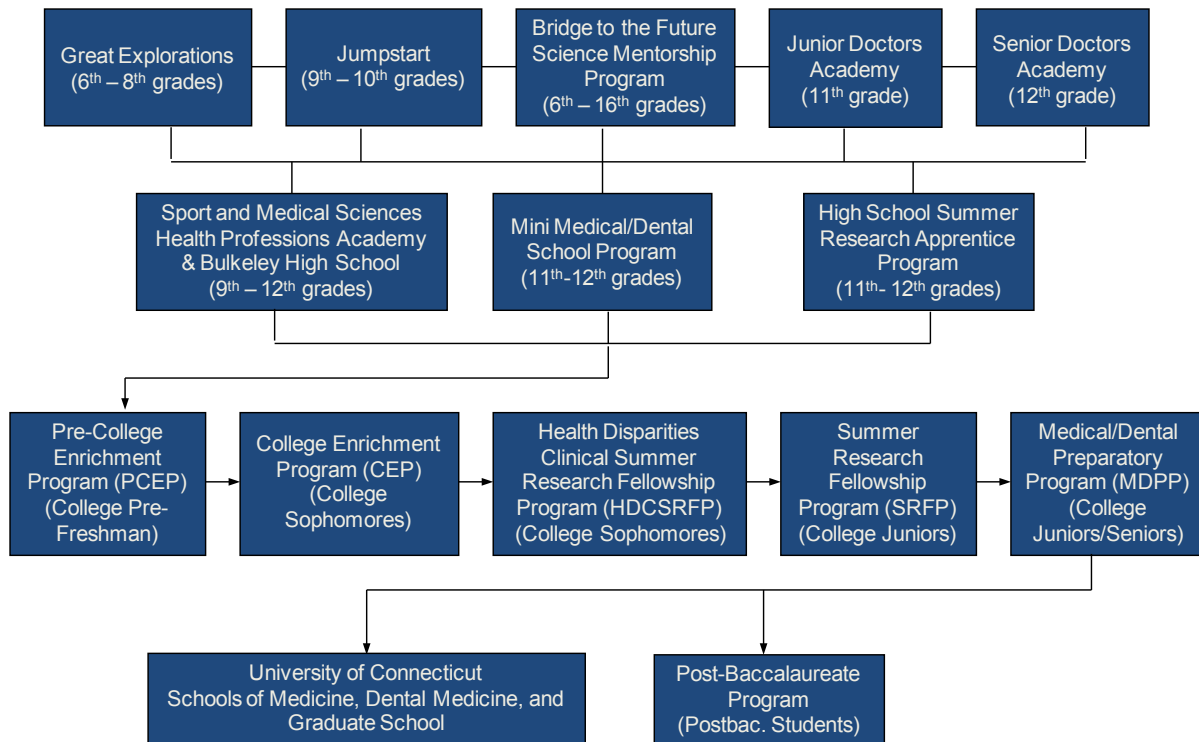 Great Explorations
(6th – 8th grades)
Jumpstart
(9th – 10th grades)
Bridge to the Future
Science Mentorship
Program
(6th – 16th grades)
Junior Doctors
Academy
(11th grade)
Senior Doctors
Academy
(12th grade)
Sport and Medical Sciences
Health Professions Academy
& Bulkeley High School
(9th – 12th grades)
Mini Medical/Dental
School Program
(11th-12th grades)
High School Summer
Research Apprentice
Program
(11th- 12th grades)
Pre-College
Enrichment
Program (PCEP)
(College Pre-
Freshman)
College Enrichment
Program (CEP)
(College
Sophomores)
Health Disparities
Clinical Summer
Research Fellowship
Program (HDCSRFP)
(College Sophomores)
Summer
Research
Fellowship
Program (SRFP)
(College Juniors)
Medical/Dental
Preparatory
Program (MDPP)
(College
Juniors/Seniors)
University of Connecticut
Schools of Medicine, Dental Medicine, and
Graduate School
Post-Baccalaureate
Program
(Postbac. Students)